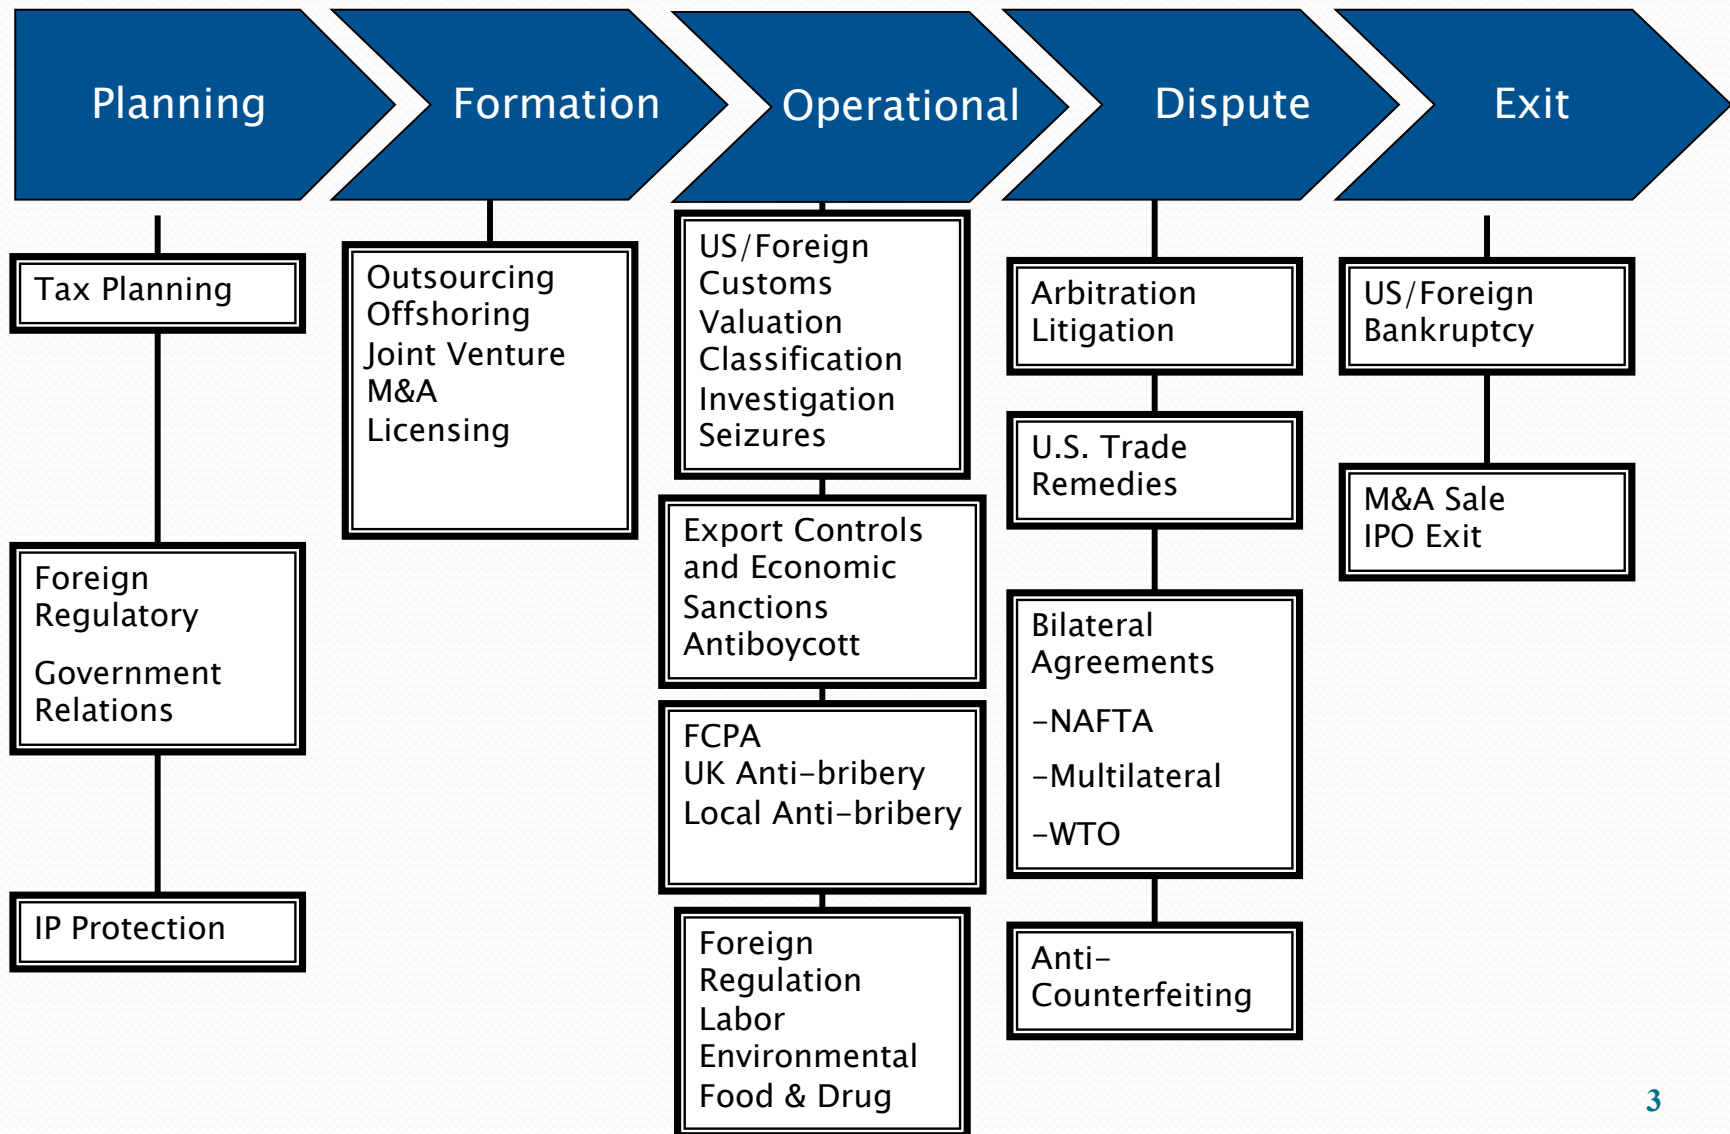 Planning
Formation
Operational
Dispute
Exit
Tax Planning
Foreign
Regulatory
Government
Relations
IP Protection
Outsourcing
Offshoring
Joint Venture
M&A
Licensing
US/Foreign
Customs
Valuation
Classification
Investigation
Seizures
Export Controls
and Economic
Sanctions
Antiboycott
FCPA
UK Anti-bribery
Local Anti-bribery
Foreign
Regulation
Labor
Environmental
Food & Drug
Arbitration
Litigation
U.S. Trade
Remedies
Bilateral
Agreements
-NAFTA
-Multilateral
-WTO
Anti-
Counterfeiting
US/Foreign
Bankruptcy
M&A Sale
IPO Exit
3